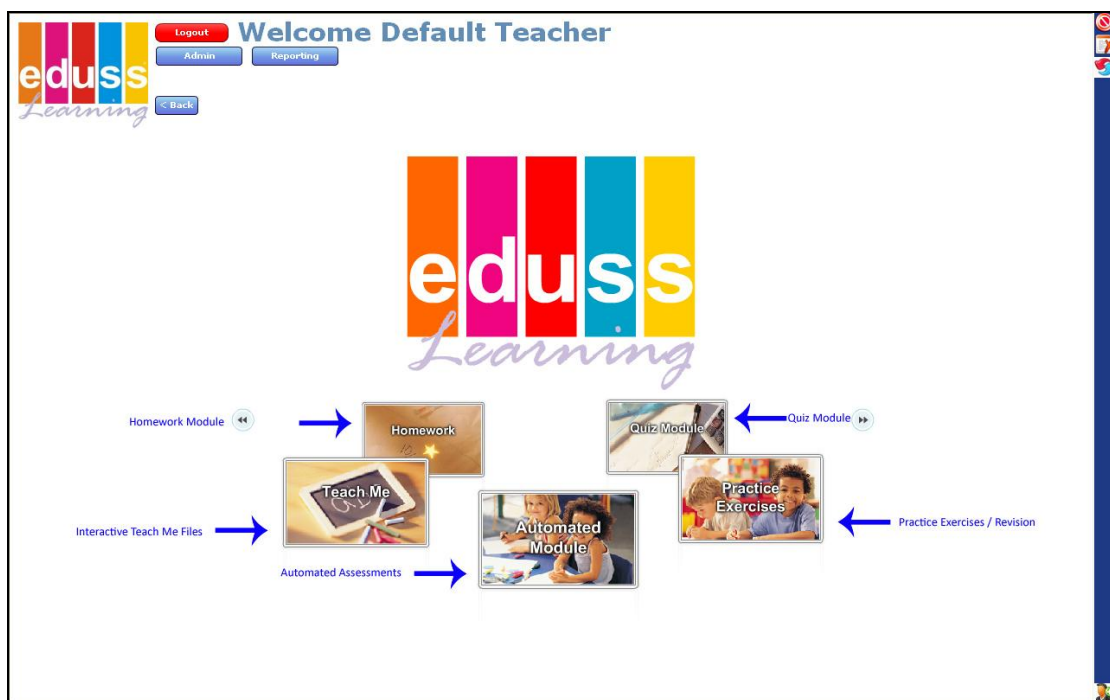 Logout
Welcome Default Teacher
Admin
Reporting
eduss
Learning
< Back
eduss
Learning
Homework Module
Homework
Quiz Module
Quiz Module
Teach Me
Practice
Exercises
Interactive Teach Me Files
Automated
Module
Practice Exercises / Revision
Automated Assessments